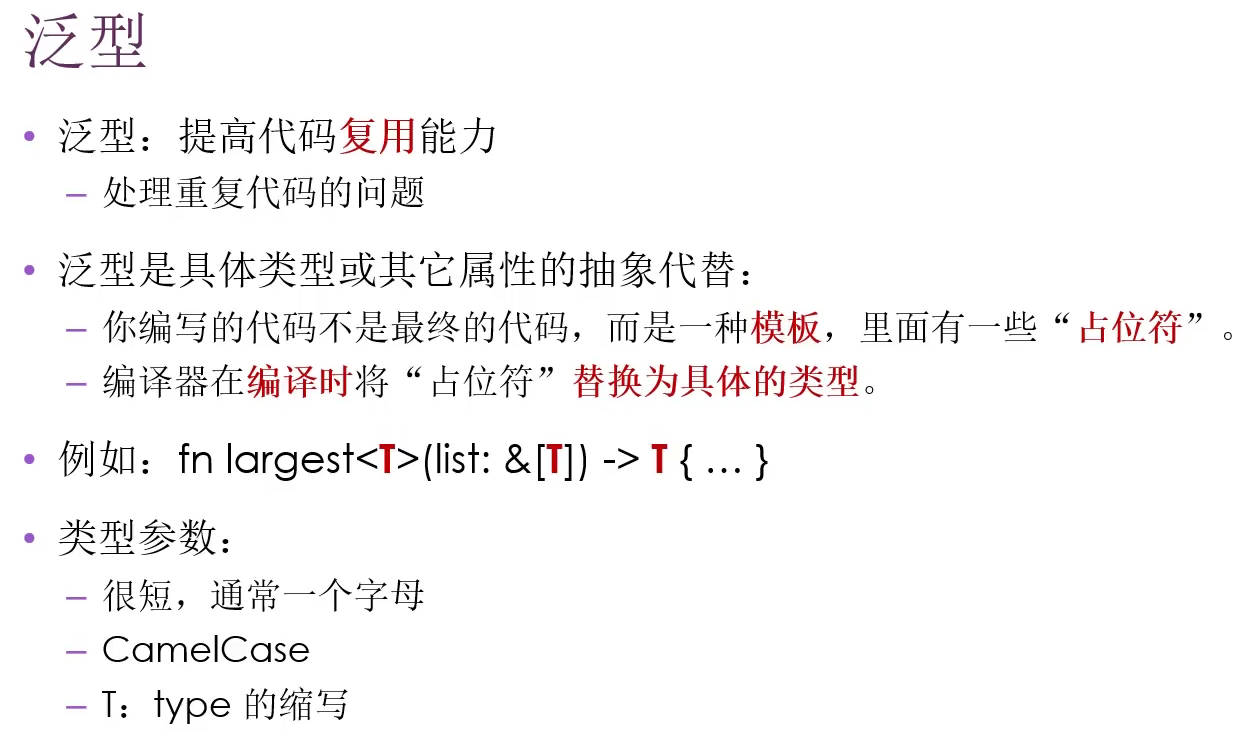 泛型
• 泛型：提高代码复用能力
– 处理重复代码的问题
• 泛型是具体类型或其它属性的抽象代替：
– 你编写的代码不是最终的代码，而是一种模板，里面有一些“占位符”。
– 编译器在编译时将“占位符”替换为具体的类型。
• 例如：fn largest<T>(list: &[T]) -> T { … }
• 类型参数：
– 很短，通常一个字母
– CamelCase
– T：type 的缩写